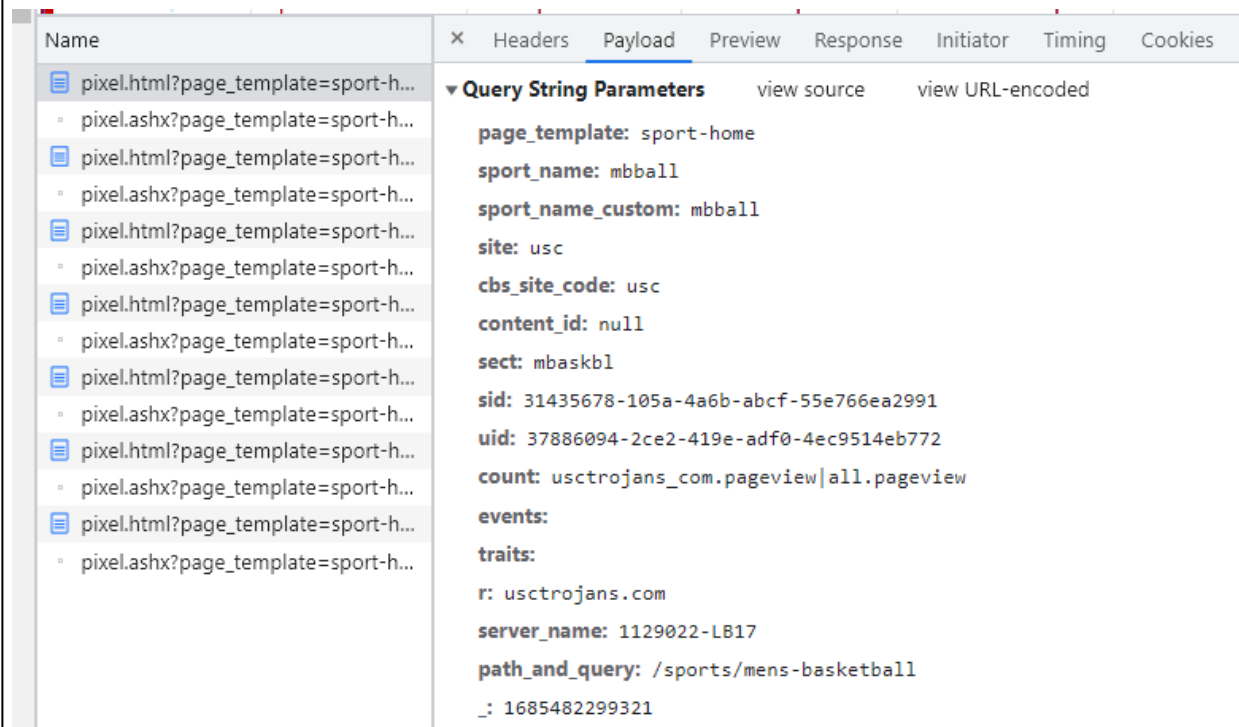 Name
× Headers Payload Preview Response Initiator Timing Cookies
pixel.html?page_template=sport-h...
pixel.ashx?page_template=sport-h...
pixel.html?page_template=sport-h...
pixel.ashx?page_template=sport-h...
pixel.html?page_template=sport-h...
pixel.ashx?page_template=sport-h...
pixel.html?page_template=sport-h...
pixel.ashx?page_template=sport-h...
pixel.html?page_template=sport-h...
pixel.ashx?page_template=sport-h...
pixel.html?page_template=sport-h...
pixel.ashx?page_template=sport-h...
pixel.html?page_template=sport-h...
pixel.ashx?page_template=sport-h...
▼ Query String Parameters view source view URL-encoded
page_template: sport-home
sport_name: mbball
sport_name_custom: mbball
site: usc
cbs_site_code: usc
content_id: null
sect: mbaskbl
sid: 31435678-105a-4a6b-abcf-55e766ea2991
uid: 37886094-2ce2-419e-adf0-4ec9514eb772
count: usctrojans_com.pageview|all.pageview
events:
traits:
r: usctrojans.com
server_name: 1129022-LB17
path_and_query: /sports/mens-basketball
_: 1685482299321